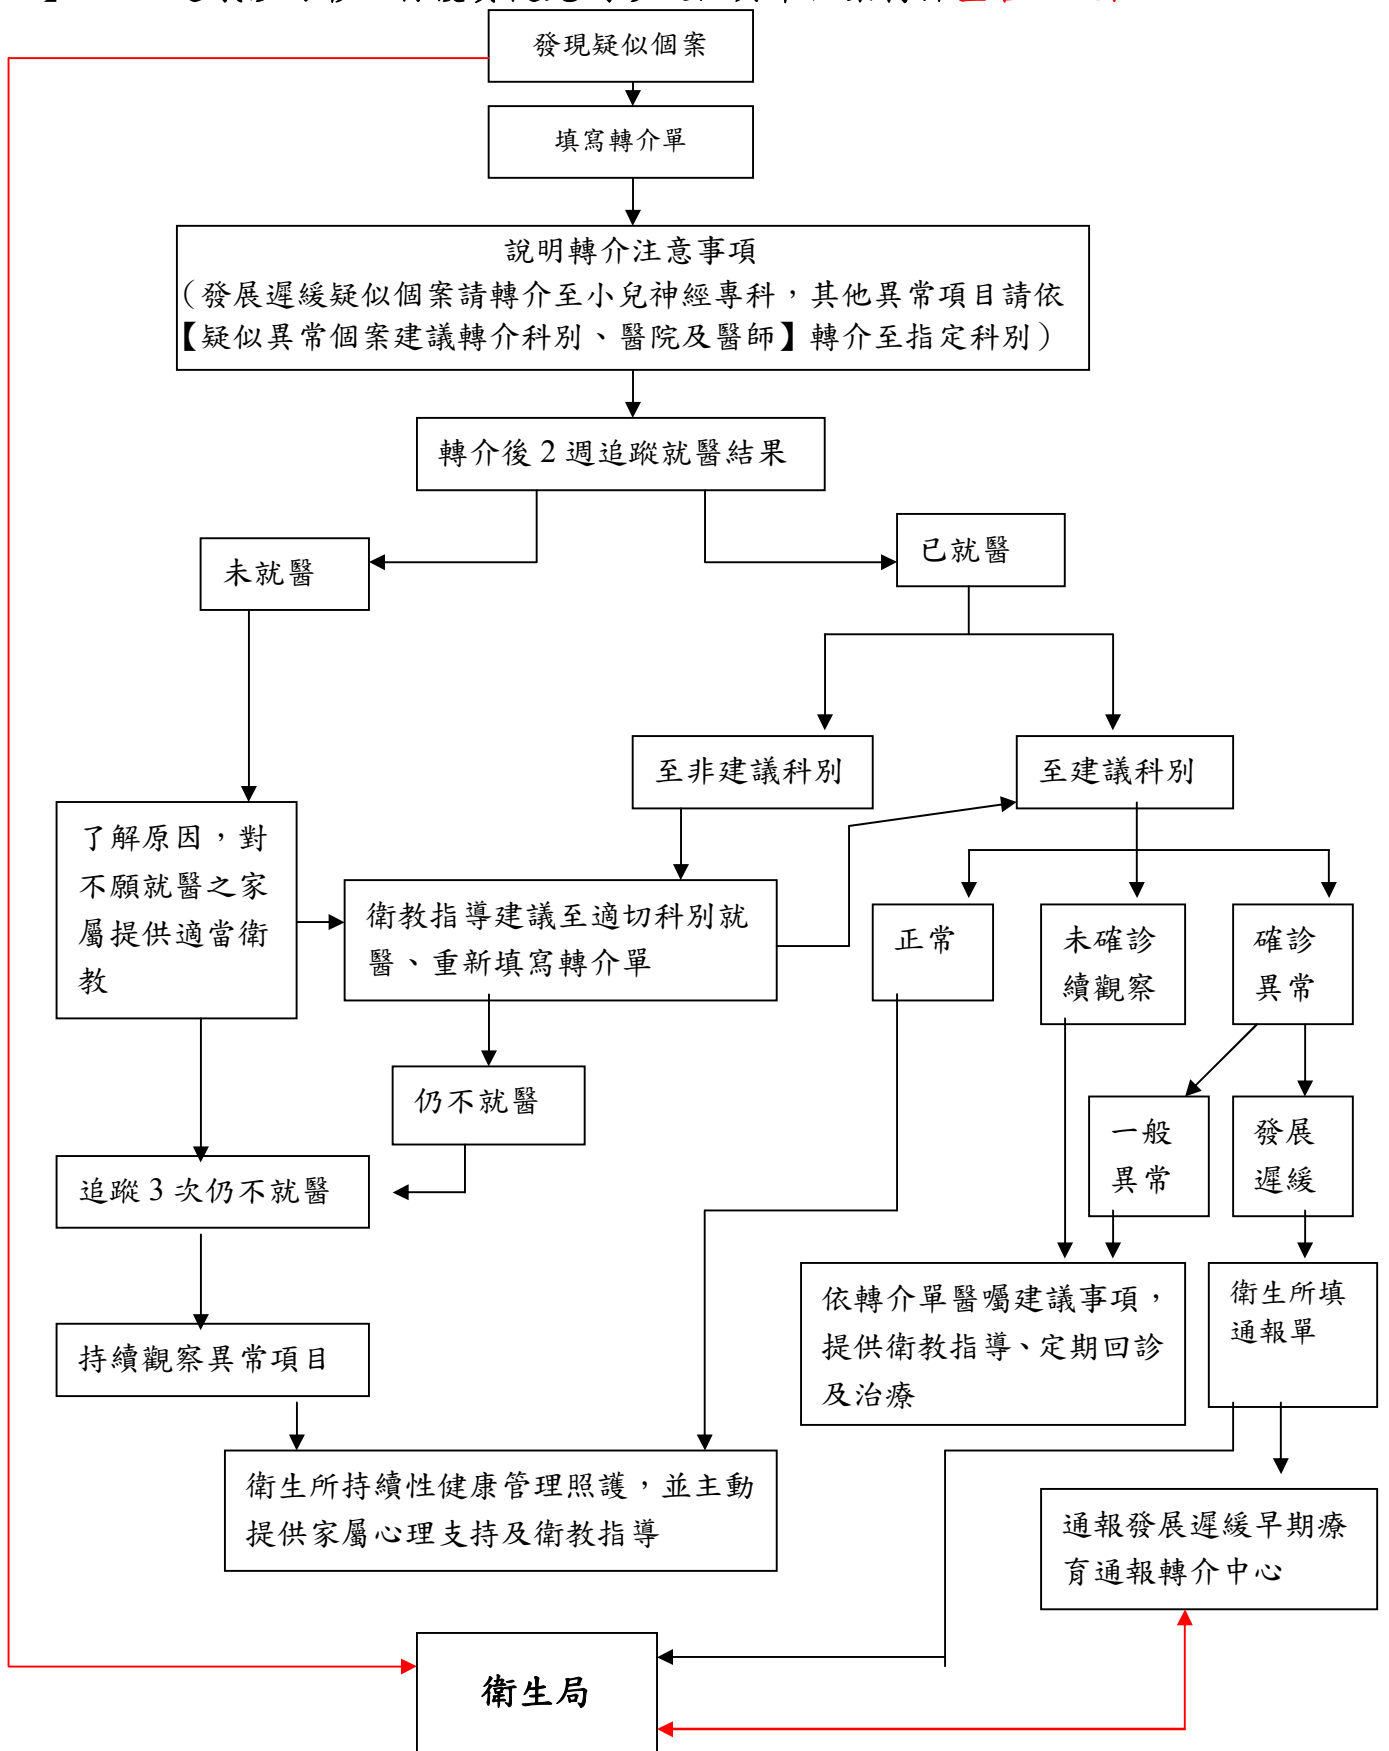 發現疑似個案
填寫轉介單
說明轉介注意事項
（發展遲緩疑似個案請轉介至小兒神經專科，其他異常項目請依
【疑似異常個案建議轉介科別、醫院及醫師】轉介至指定科別）
轉介後 2 週追蹤就醫結果
未就醫
已就醫
至非建議科別
至建議科別
了解原因，對
不願就醫之家
屬提供適當衛
教
衛教指導建議至適切科別就
醫、重新填寫轉介單
正常
未確診
續觀察
確診
異常
仍不就醫
一般
異常
發展
遲緩
追蹤 3 次仍不就醫
持續觀察異常項目
依轉介單醫囑建議事項，
提供衛教指導、定期回診
及治療
衛生所填
通報單
衛生所持續性健康管理照護，並主動
提供家屬心理支持及衛教指導
通報發展遲緩早期療
育通報轉介中心
衛生局